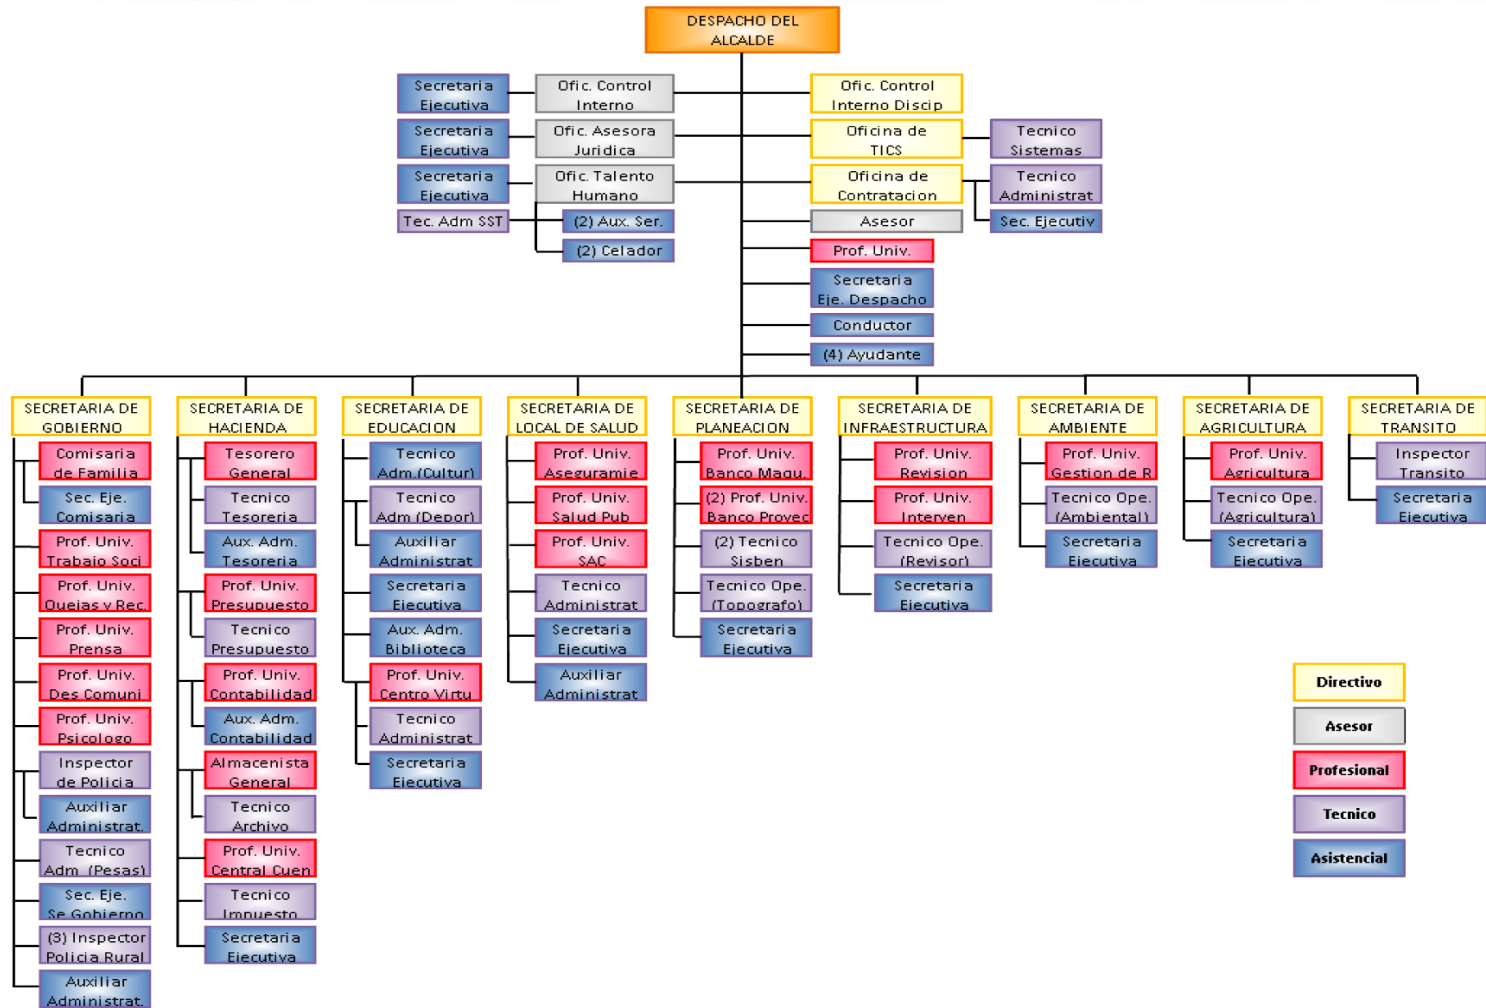 DESPACHO DEL
ALCALDE
Secretaria
Ejecutiva
Ofic. Control
Interno
Ofic. Control
Interno Discip
Secretaria
Ejecutiva
Ofic. Asesora
Juridica
Oficina de
TICS
Tecnico
Sistemas
Secretaria
Ejecutiva
Ofic. Talento
Humano
Oficina de
Contratacion
Tecnico
Administrat
Tec. Adm SST
(2) Aux. Ser.
Asesor
Sec. Ejecutiv
(2) Celador
Prof. Univ.
Secretaria
Eje. Despacho
Conductor
(4) Ayudante
SECRETARIA DE
GOBIERNO
Comisaria
de Familia
Sec. Eje.
Comisaria
Prof. Univ.
Trabajo Soci
Prof. Univ.
Quejas y Rec.
Prof. Univ.
Prensa
Prof. Univ.
Des Comuni
Prof. Univ.
Psicologo
Inspector
de Policia
Auxiliar
Administrat.
Tecnico
Adm. (Pesas)
Sec. Eje.
Se Gobierno
(3) Inspector
Policia Rural
Auxiliar
Administrat.
SECRETARIA DE
HACIENDA
Tesorero
General
Tecnico
Tesoreria
Aux. Adm.
Tesoreria
Prof. Univ.
Presupuesto
Tecnico
Presupuesto
Prof. Univ.
Contabilidad
Aux. Adm.
Contabilidad
Almacenista
General
Tecnico
Archivo
Prof. Univ.
Central Cuen
Tecnico
Impuesto
Secretaria
Ejecutiva
SECRETARIA DE
EDUCACION
Tecnico
Adm.(Cultur)
Tecnico
Adm (Depor)
Auxiliar
Administrat
Secretaria
Ejecutiva
Aux. Adm.
Biblioteca
Prof. Univ.
Centro Virtu
Tecnico
Administrat
Secretaria
Ejecutiva
SECRETARIA DE
LOCAL DE SALUD
Prof. Univ.
Aseguramie
Prof. Univ.
Salud Pub
Prof. Univ.
SAC
Tecnico
Administrat
Secretaria
Ejecutiva
Auxiliar
Administrat
SECRETARIA DE
PLANEACION
Prof. Univ.
Banco Maqu.
(2) Prof. Univ.
Banco Proyec
(2) Tecnico
Sisben
Tecnico Ope.
(Topografo)
Secretaria
Ejecutiva
SECRETARIA DE
INFRAESTRUCTURA
Prof. Univ.
Revision
Prof. Univ.
Interven
Tecnico Ope.
(Revisor)
Secretaria
Ejecutiva
SECRETARIA DE
AMBIENTE
Prof. Univ.
Gestion de R
Tecnico Ope.
(Ambiental)
Secretaria
Ejecutiva
SECRETARIA DE
AGRICULTURA
Prof. Univ.
Agricultura
Tecnico Ope.
(Agricultura)
Secretaria
Ejecutiva
SECRETARIA DE
TRANSITO
Inspector
Transito
Secretaria
Ejecutiva
Directivo
Asesor
Profesional
Tecnico
Asistencial